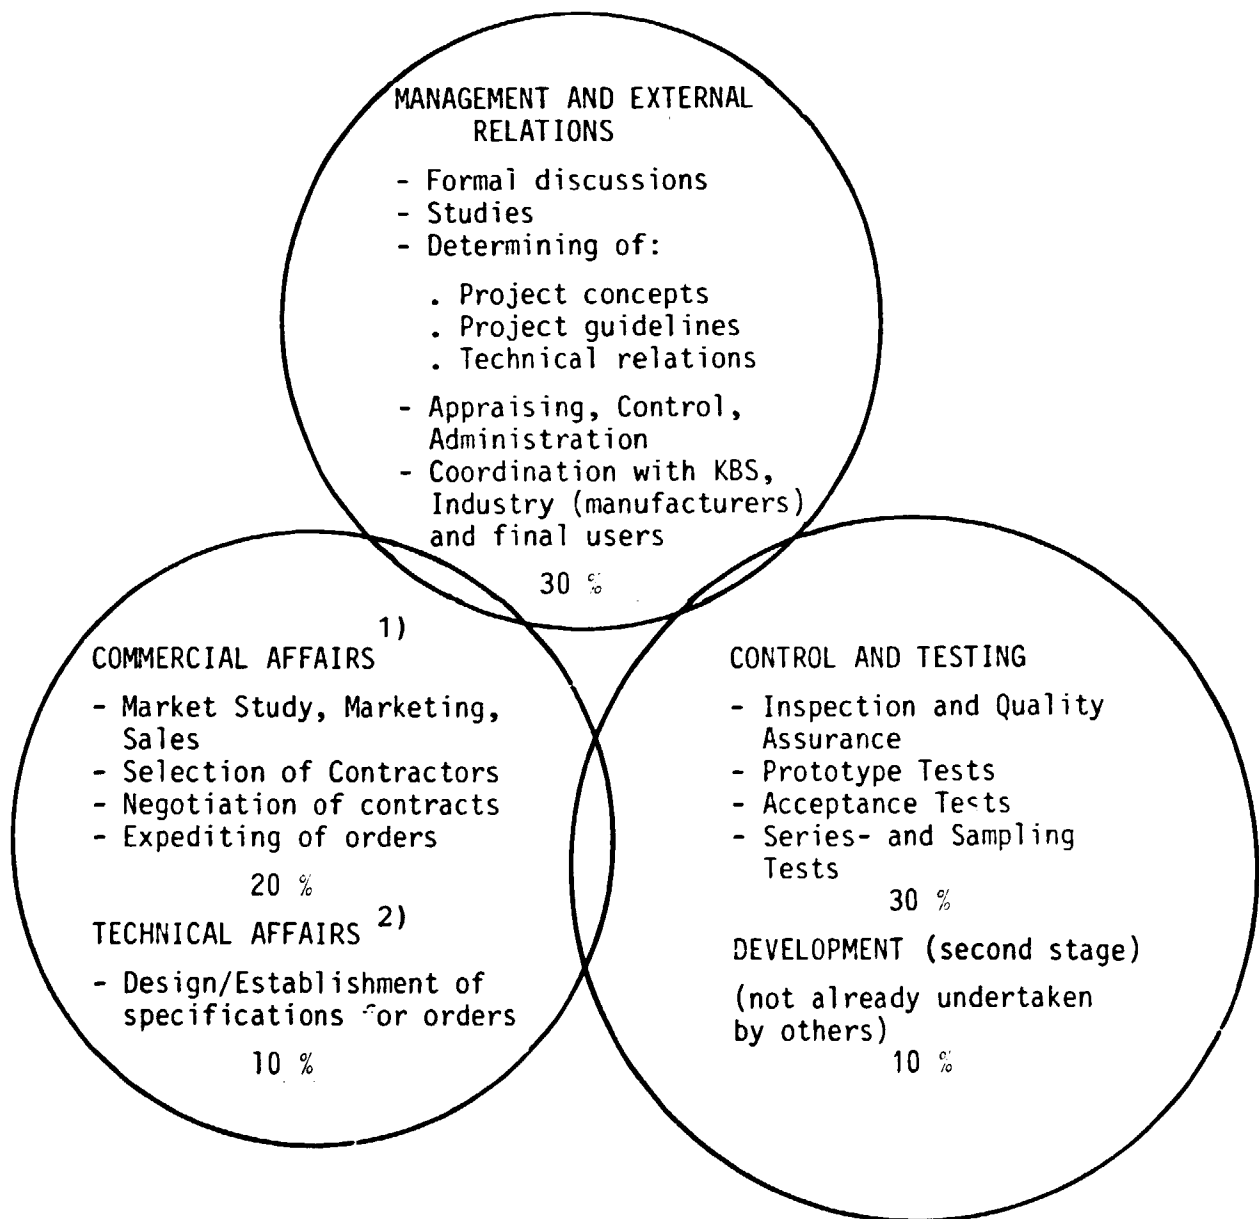 MANAGEMENT AND EXTERNAL
RELATIONS
- Formal discussions
- Studies
- Determining of:
. Project concepts
. Project guidelines
. Technical relations
- Appraising, Control,
Administration
- Coordination with KBS,
Industry (manufacturers)
and final users
30 %
COMMERCIAL AFFAIRS 1)
- Market Study, Marketing,
Sales
- Selection of Contractors
- Negotiation of contracts
- Expediting of orders
20 %
TECHNICAL AFFAIRS 2)
- Design/Establishment of
specifications for orders
10 %
CONTROL AND TESTING
- Inspection and Quality
Assurance
- Prototype Tests
- Acceptance Tests
- Series- and Sampling
Tests
30 %
DEVELOPMENT (second stage)
(not already undertaken
by others)
10 %